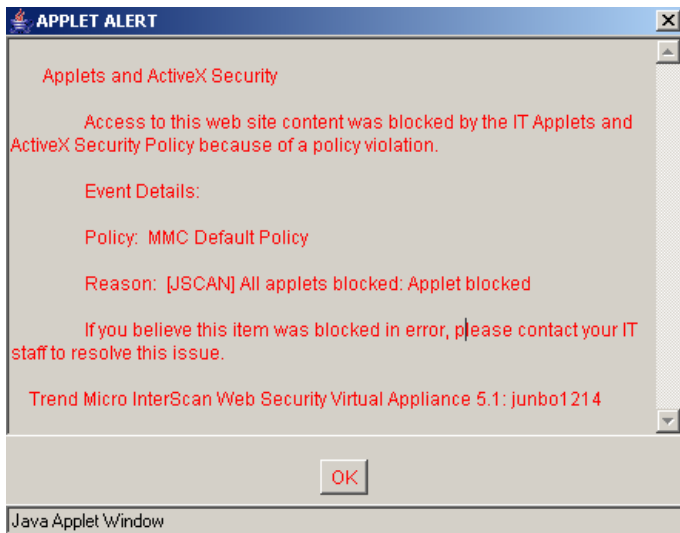 APPLET ALERT
Applets and ActiveX Security
Access to this web site content was blocked by the IT Applets and
ActiveX Security Policy because of a policy violation.
Event Details:
Policy: MMC Default Policy
Reason: [JSCAN] All applets blocked: Applet blocked
If you believe this item was blocked in error, please contact your IT
staff to resolve this issue.
Trend Micro InterScan Web Security Virtual Appliance 5.1: junbo1214
OK
Java Applet Window